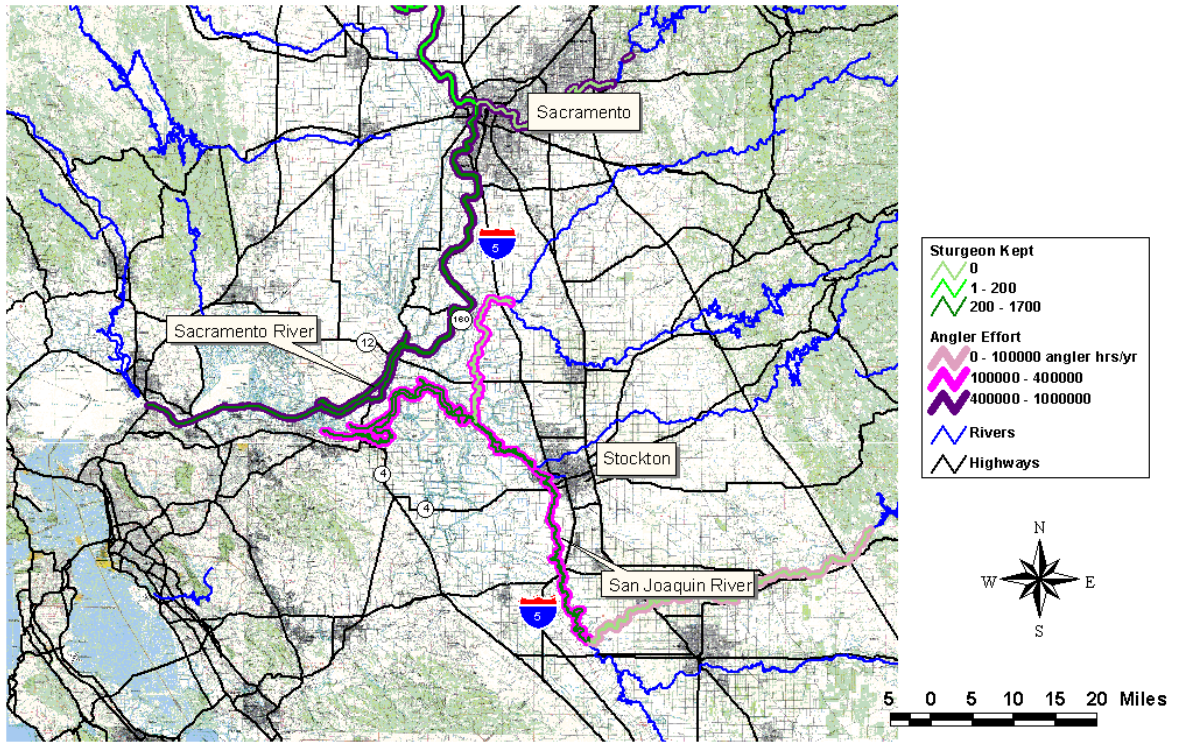 Sacramento
5
Sacramento River
160
12
Stockton
4
4
San Joaquin River
5
Sturgeon Kept
0
1 - 200
200 - 1700
Angler Effort
0 - 100000 angler hrs/yr
100000 - 400000
400000 - 1000000
Rivers
Highways
N
W E
S
5 0 5 10 15 20 Miles